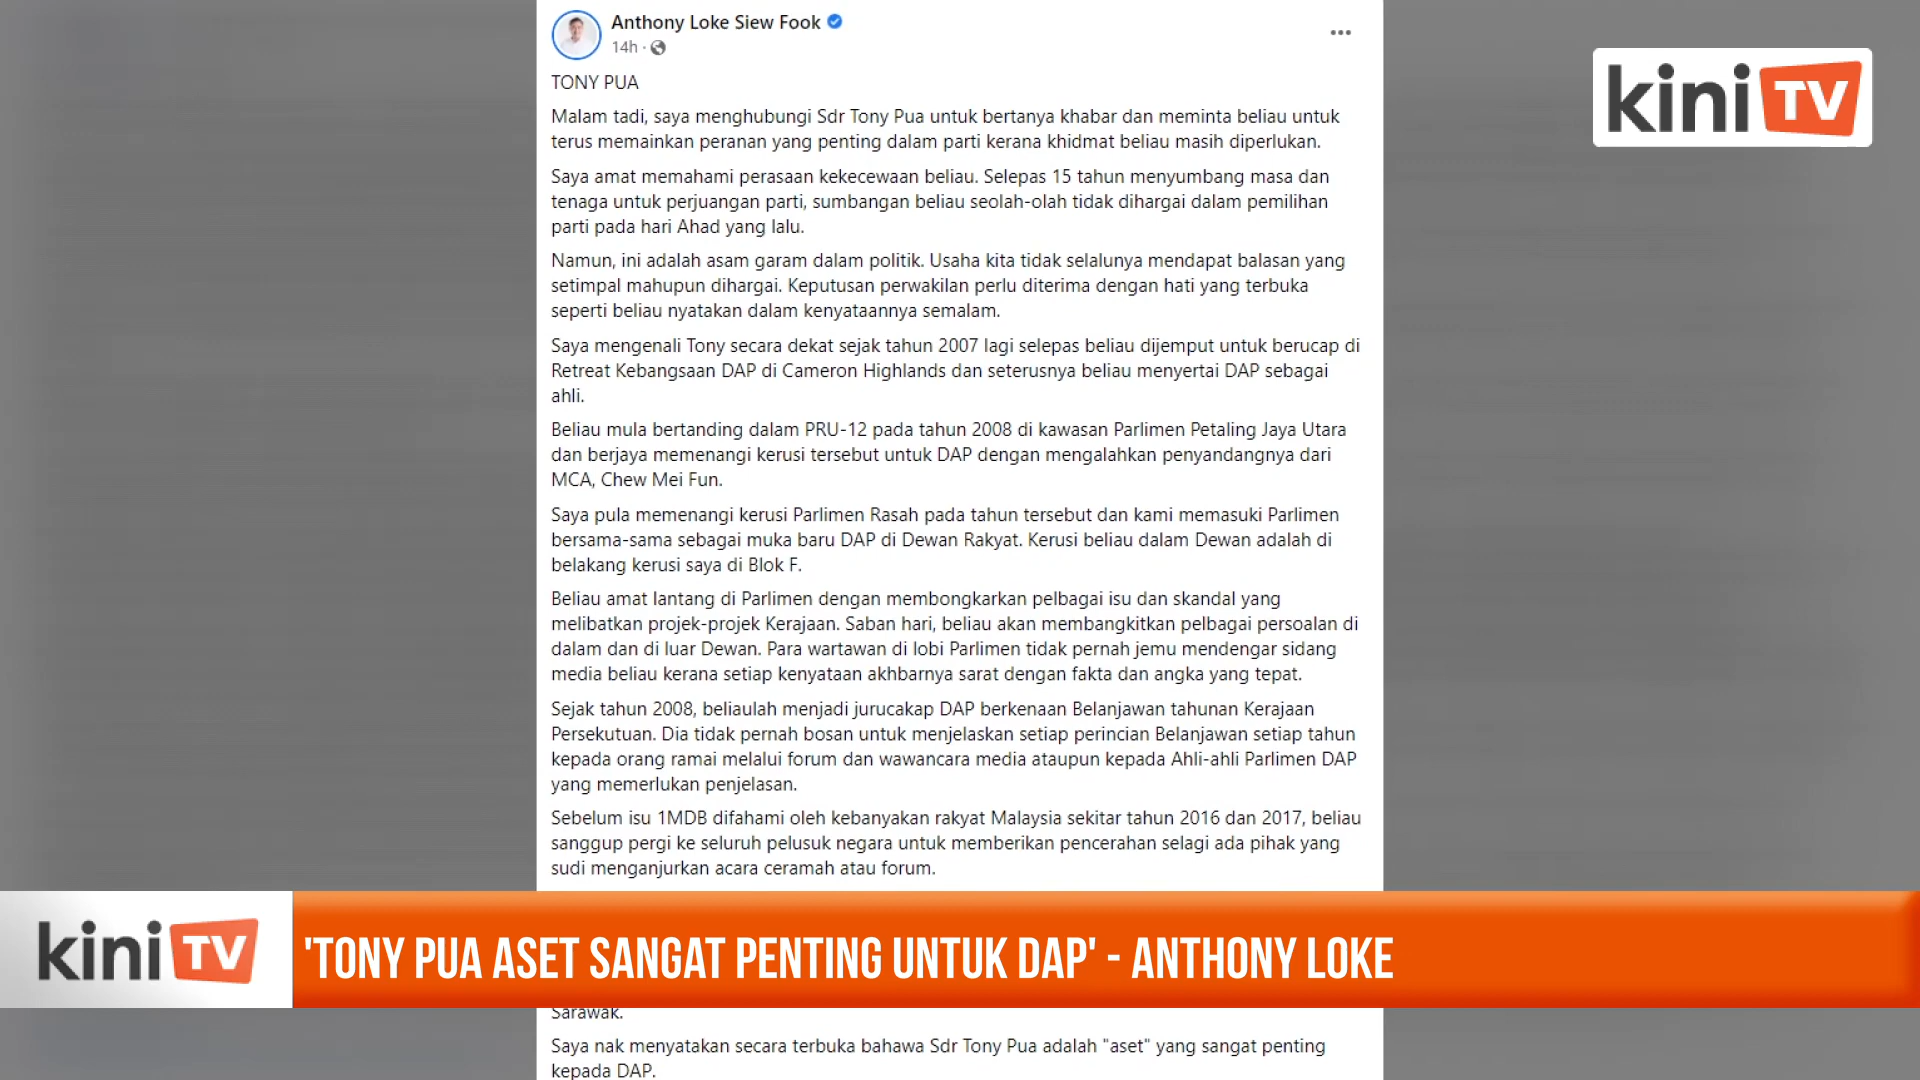 Anthony Loke Siew Fook
14h ·
TONY PUA
Malam tadi, saya menghubungi Sdr Tony Pua untuk bertanya khabar dan meminta beliau untuk
terus memainkan peranan yang penting dalam parti kerana khidmat beliau masih diperlukan.
Saya amat memahami perasaan kekecewaan beliau. Selepas 15 tahun menyumbang masa dan
tenaga untuk perjuangan parti, sumbangan beliau seolah-olah tidak dihargai dalam pemilihan
parti pada hari Ahad yang lalu.
Namun, ini adalah asam garam dalam politik. Usaha kita tidak selalunya mendapat balasan yang
setimpal mahupun dihargai. Keputusan perwakilan perlu diterima dengan hati yang terbuka
seperti beliau nyatakan dalam kenyataannya semalam.
Saya mengenali Tony secara dekat sejak tahun 2007 lagi selepas beliau dijemput untuk berucap di
Retreat Kebangsaan DAP di Cameron Highlands dan seterusnya beliau menyertai DAP sebagai
ahli.
Beliau mula bertanding dalam PRU-12 pada tahun 2008 di kawasan Parlimen Petaling Jaya Utara
dan berjaya memenangi kerusi tersebut untuk DAP dengan mengalahkan penyandangnya dari
MCA, Chew Mei Fun.
Saya pula memenangi kerusi Parlimen Rasah pada tahun tersebut dan kami memasuki Parlimen
bersama-sama sebagai muka baru DAP di Dewan Rakyat. Kerusi beliau dalam Dewan adalah di
belakang kerusi saya di Blok F.
Beliau amat lantang di Parlimen dengan membongkarkan pelbagai isu dan skandal yang
melibatkan projek-projek Kerajaan. Saban hari, beliau akan membangkitkan pelbagai persoalan di
dalam dan di luar Dewan. Para wartawan di lobi Parlimen tidak pernah jemu mendengar sidang
media beliau kerana setiap kenyataan akhbarnya sarat dengan fakta dan angka yang tepat.
Sejak tahun 2008, beliaulah menjadi jurucakap DAP berkenaan Belanjawan tahunan Kerajaan
Persekutuan. Dia tidak pernah bosan untuk menjelaskan setiap perincian Belanjawan setiap tahun
kepada orang ramai melalui forum dan wawancara media ataupun kepada Ahli-ahli Parlimen DAP
yang memerlukan penjelasan.
Sebelum isu 1MDB difahami oleh kebanyakan rakyat Malaysia sekitar tahun 2016 dan 2017, beliau
sanggup pergi ke seluruh pelusuk negara untuk memberikan pencerahan selagi ada pihak yang
sudi menganjurkan acara ceramah atau forum.
kini TV
kini TV
'TONY PUA ASET SANGAT PENTING UNTUK DAP' - ANTHONY LOKE
Sarawak.
Saya nak menyatakan secara terbuka bahawa Sdr Tony Pua adalah "aset" yang sangat penting
kepada DAP.